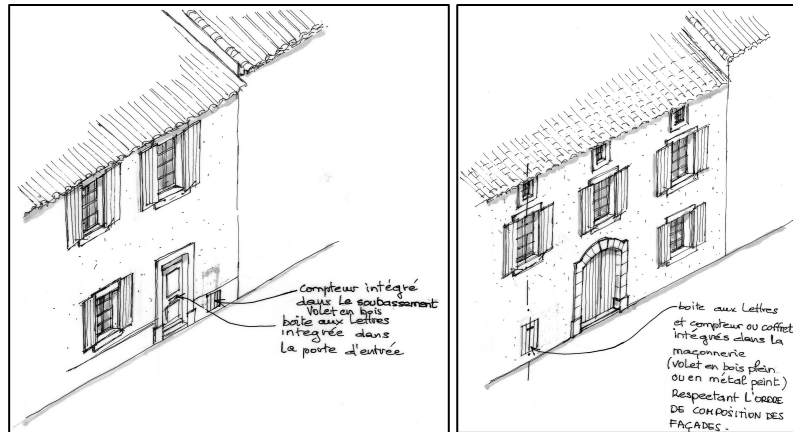 compteur intégré
dans le soubassement
Volet en bois
boite aux Lettres
integrée dans
la porte d'entrée
boite aux Lettres
et compteur ou coffret
intégrés dans la
maçonnerie
(volet en bois plein
ou en métal peint)
Respectant L'ORDRE
DE COMPOSITION DES
FAÇADES.